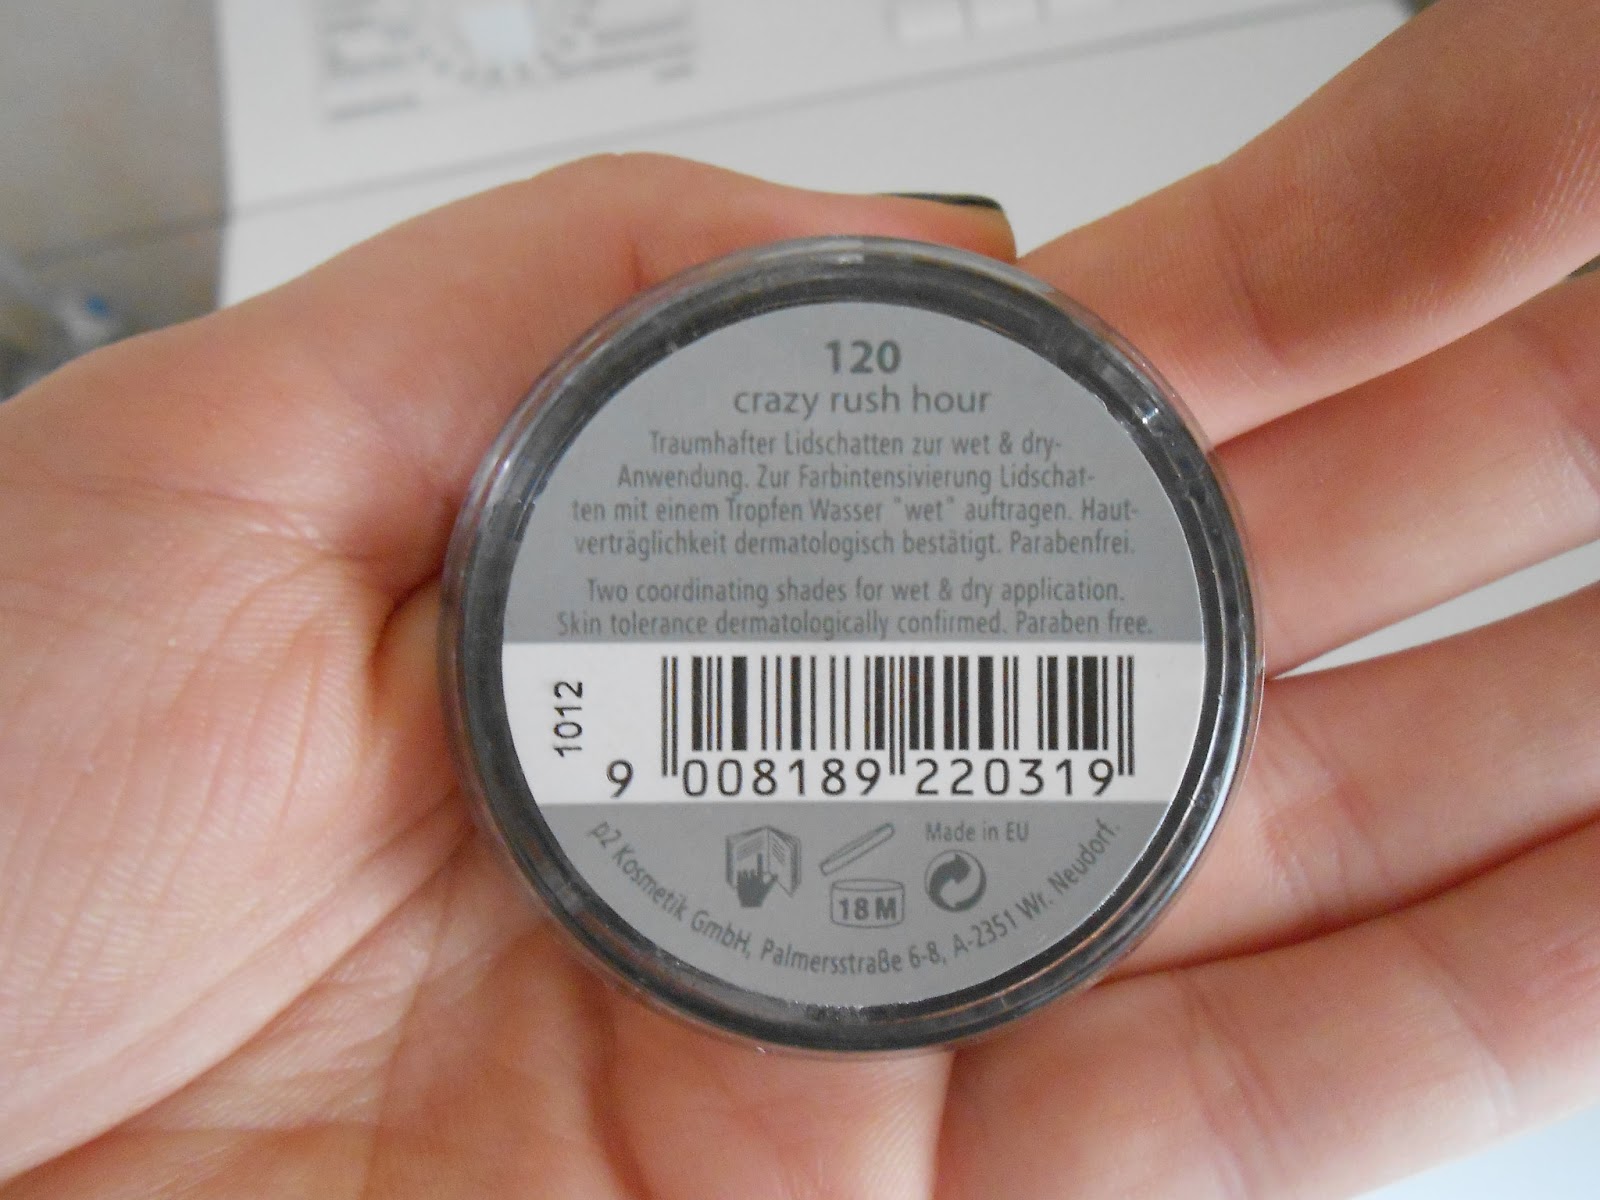 120
crazy rush hour
Traumhafter Lidschatten zur wet & dry-
Anwendung. Zur Farbintensivierung Lidschat-
ten mit einem Tropfen Wasser "wet" auftragen. Haut-
verträglichkeit dermatologisch bestätigt. Parabenfrei.
Two coordinating shades for wet & dry application.
Skin tolerance dermatologically confirmed. Paraben free.
1012
9 008189 220319
Made in EU
18 M
p2 Kosmetik GmbH, Palmersstraße 6-8, A-2351 Wr. Neudorf.